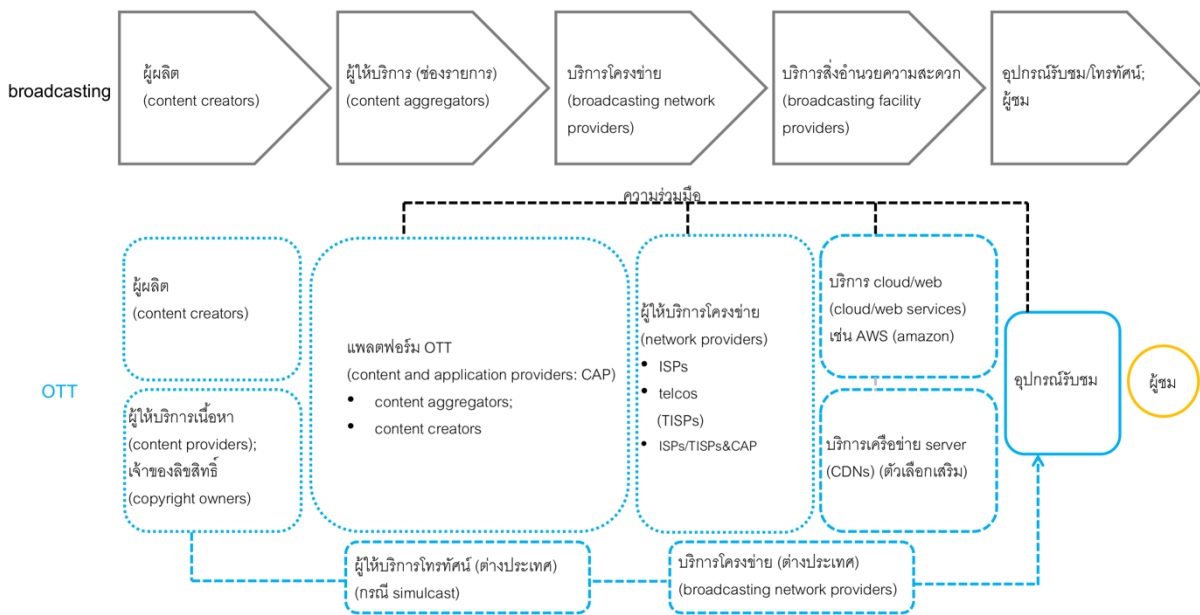 broadcasting
ผู้ผลิต
(content creators)
ผู้ให้บริการ (ช่องรายการ)
(content aggregators)
บริการโครงข่าย
(broadcasting network
providers)
บริการสิ่งอำนวยความสะดวก
(broadcasting facility
providers)
อุปกรณ์รับชม/โทรทัศน์;
ผู้ชม
ความร่วมมือ
OTT
ผู้ผลิต
(content creators)
ผู้ให้บริการเนื้อหา
(content providers);
เจ้าของลิขสิทธิ์
(copyright owners)
แพลตฟอร์ม OTT
(content and application providers: CAP)
• content aggregators;
• content creators
ผู้ให้บริการโครงข่าย
(network providers)
• ISPs
• telcos
(TISPs)
• ISPs/TISPs&CAP
บริการ cloud/web
(cloud/web services)
เช่น AWS (amazon)
บริการเครือข่าย server
(CDNs) (ตัวเลือกเสริม)
อุปกรณ์รับชม
ผู้ชม
ผู้ให้บริการโทรทัศน์ (ต่างประเทศ)
(กรณี simulcast)
บริการโครงข่าย (ต่างประเทศ)
(broadcasting network providers)